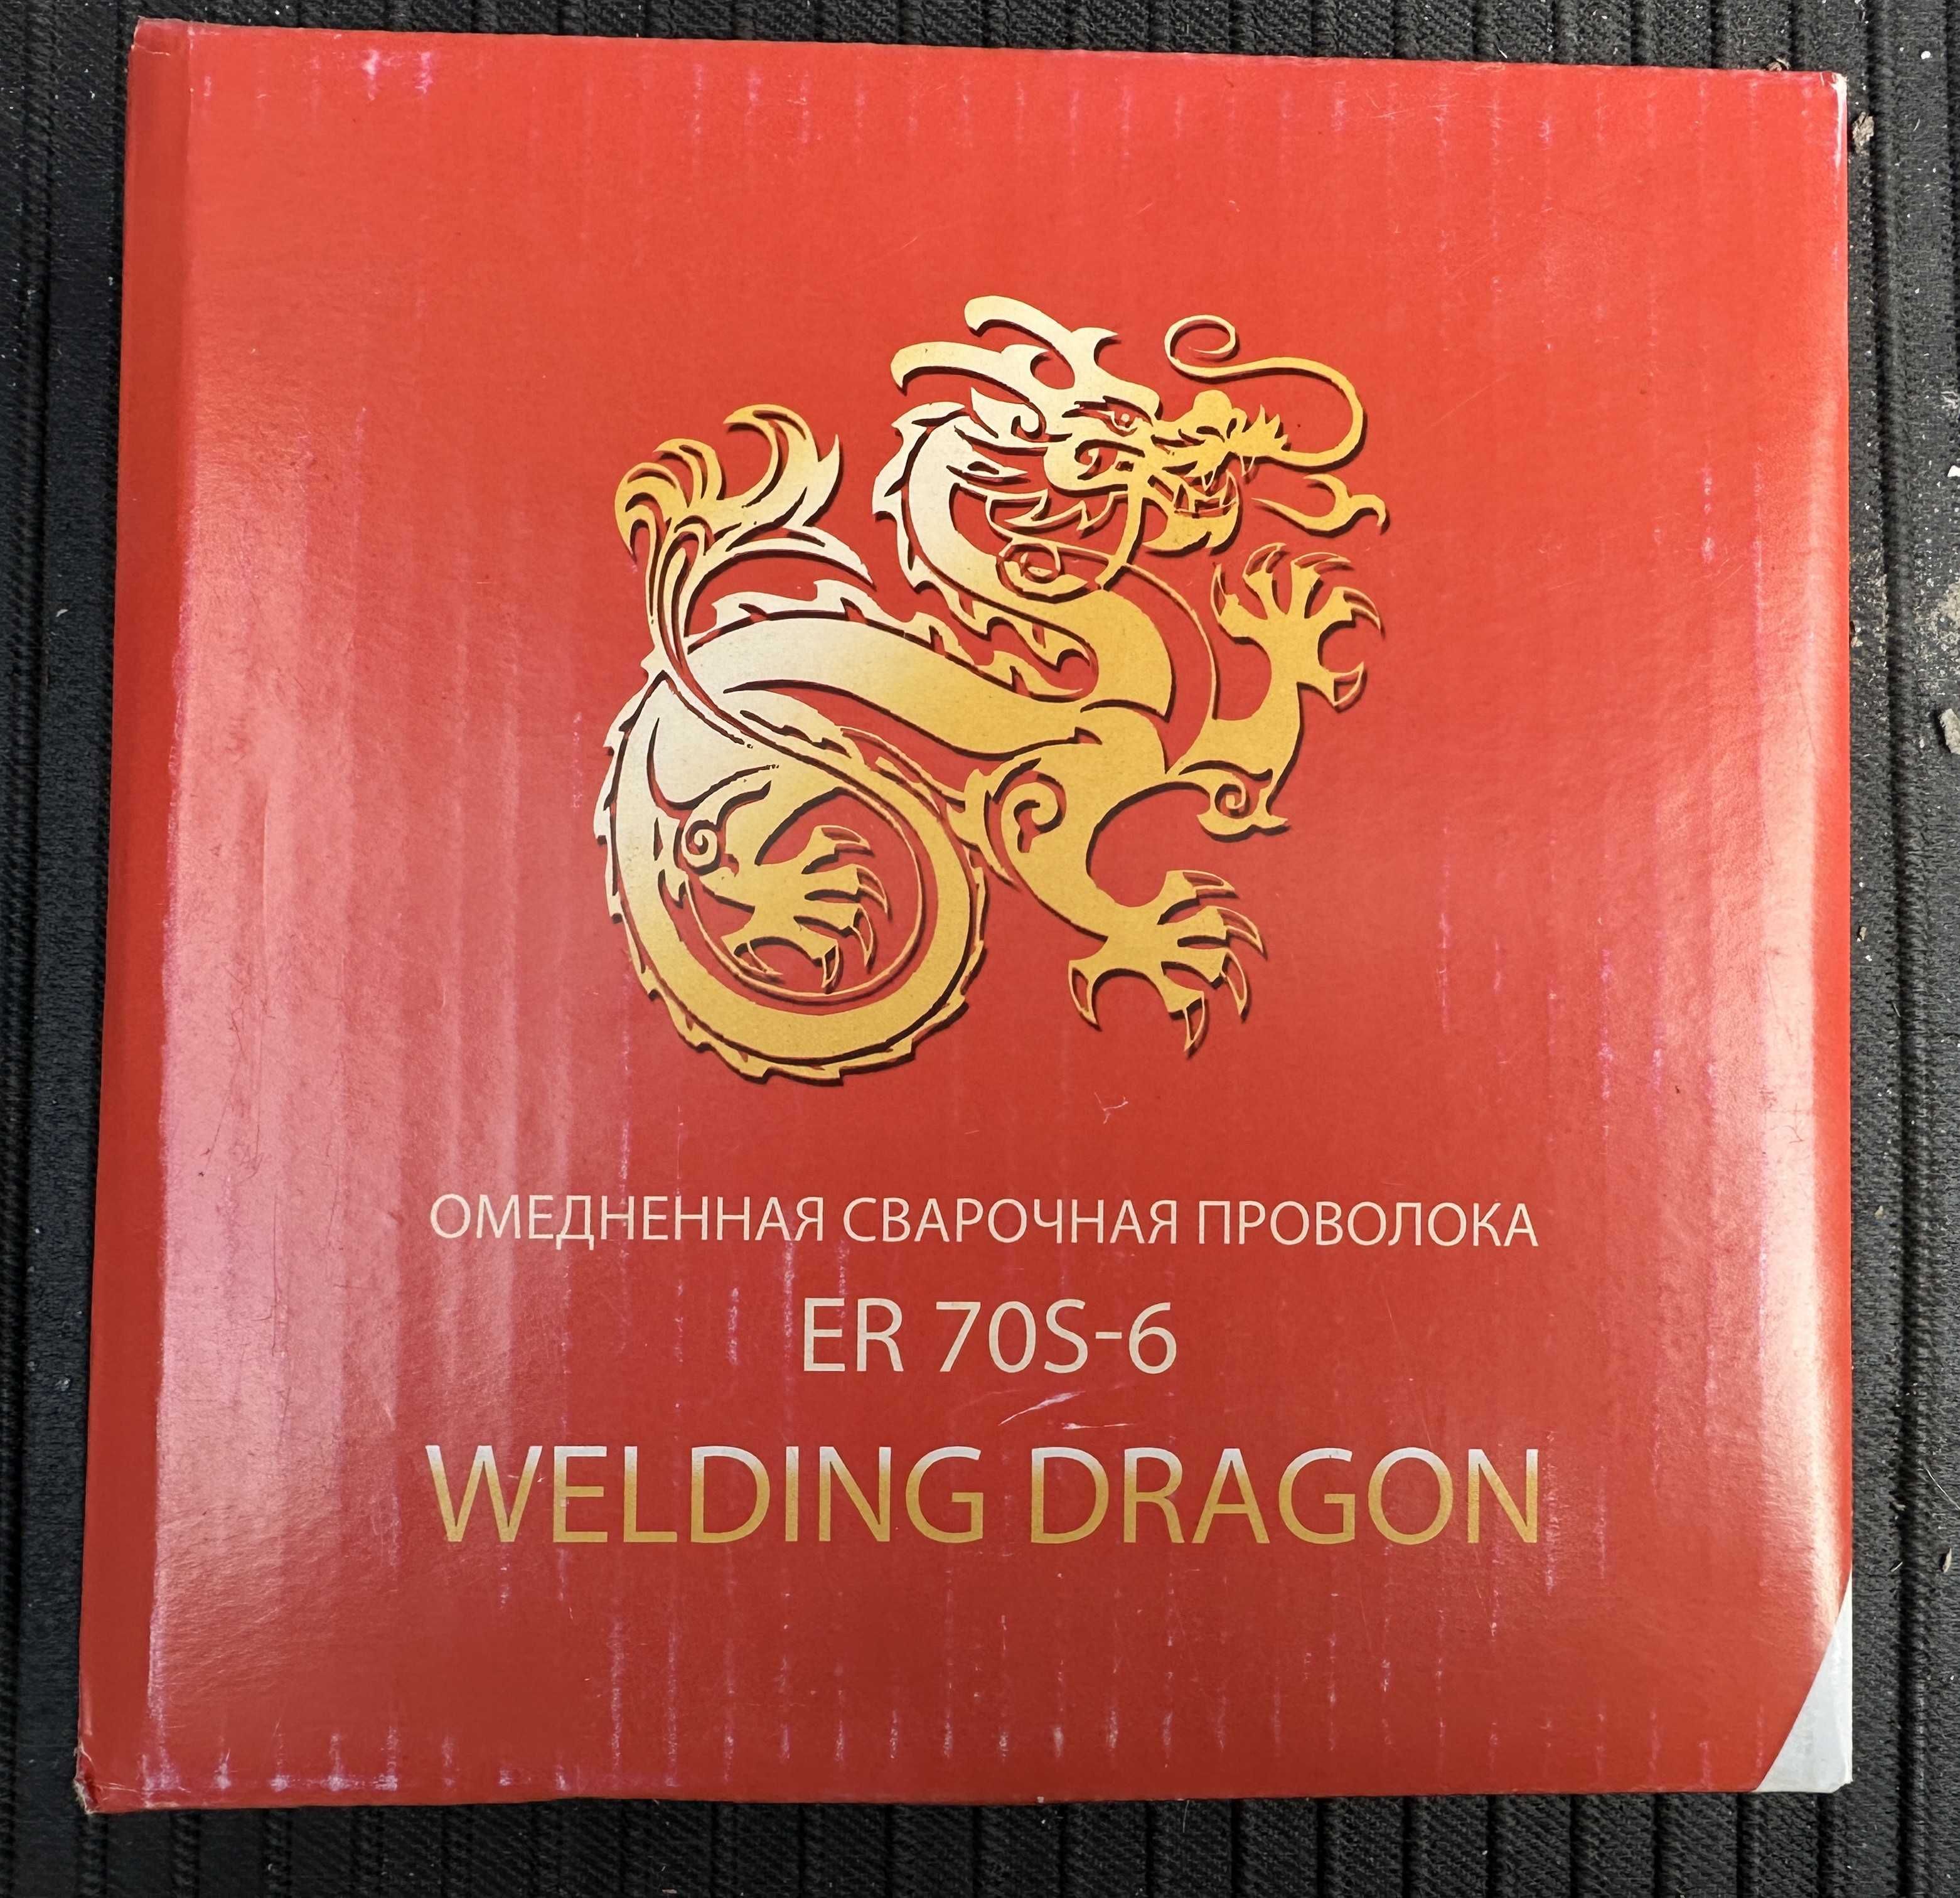 ОМЕДНЕННАЯ СВАРОЧНАЯ ПРОВОЛОКА
ER 70S-6
WELDING DRAGON